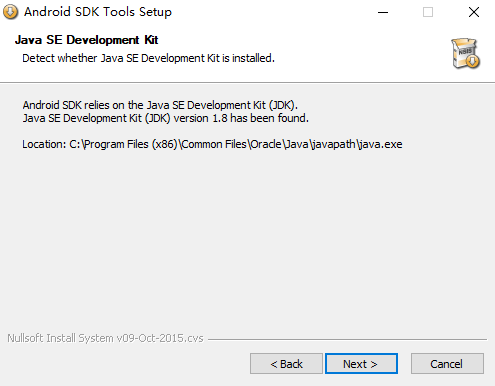 Android SDK Tools Setup
Java SE Development Kit
Detect whether Java SE Development Kit is installed.
NSIS
Android SDK relies on the Java SE Development Kit (JDK).
Java SE Development Kit (JDK) version 1.8 has been found.
Location: C:\Program Files (x86)\Common Files\Oracle\Java\javapath\java.exe
Nullsoft Install System v09-Oct-2015.cvs
< Back
Next >
Cancel